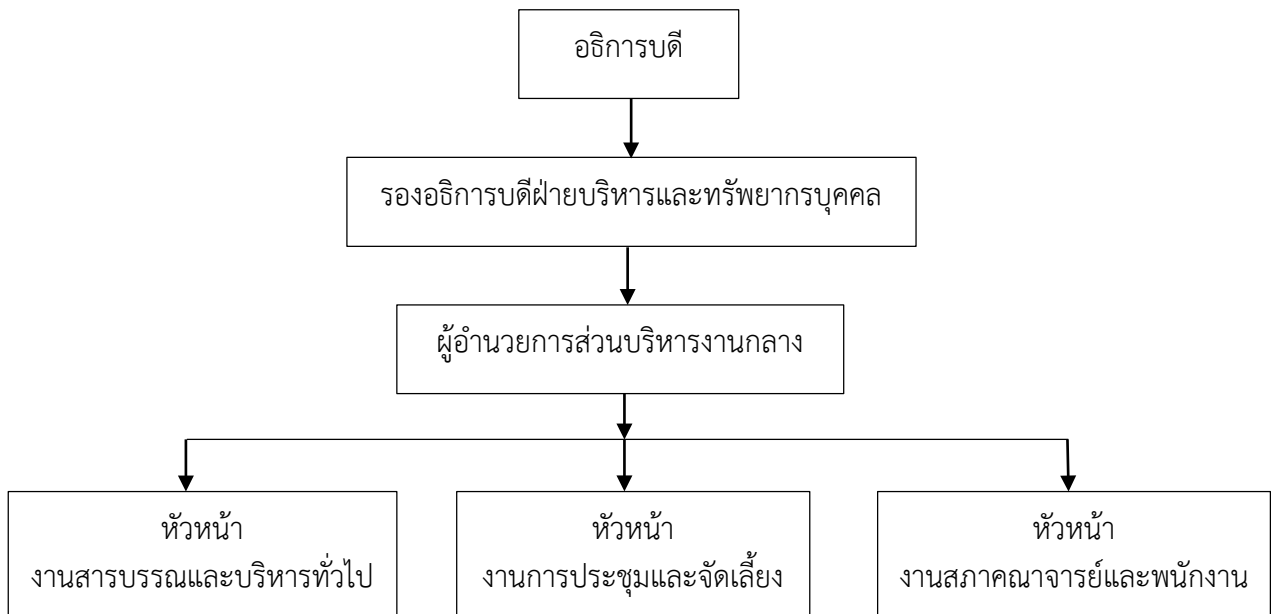 อธิการบดี
รองอธิการบดีฝ่ายบริหารและทรัพยากรบุคคล
ผู้อำนวยการส่วนบริหารงานกลาง
หัวหน้า
งานสารบรรณและบริหารทั่วไป
หัวหน้า
งานการประชุมและจัดเลี้ยง
หัวหน้า
งานสภาคณาจารย์และพนักงาน